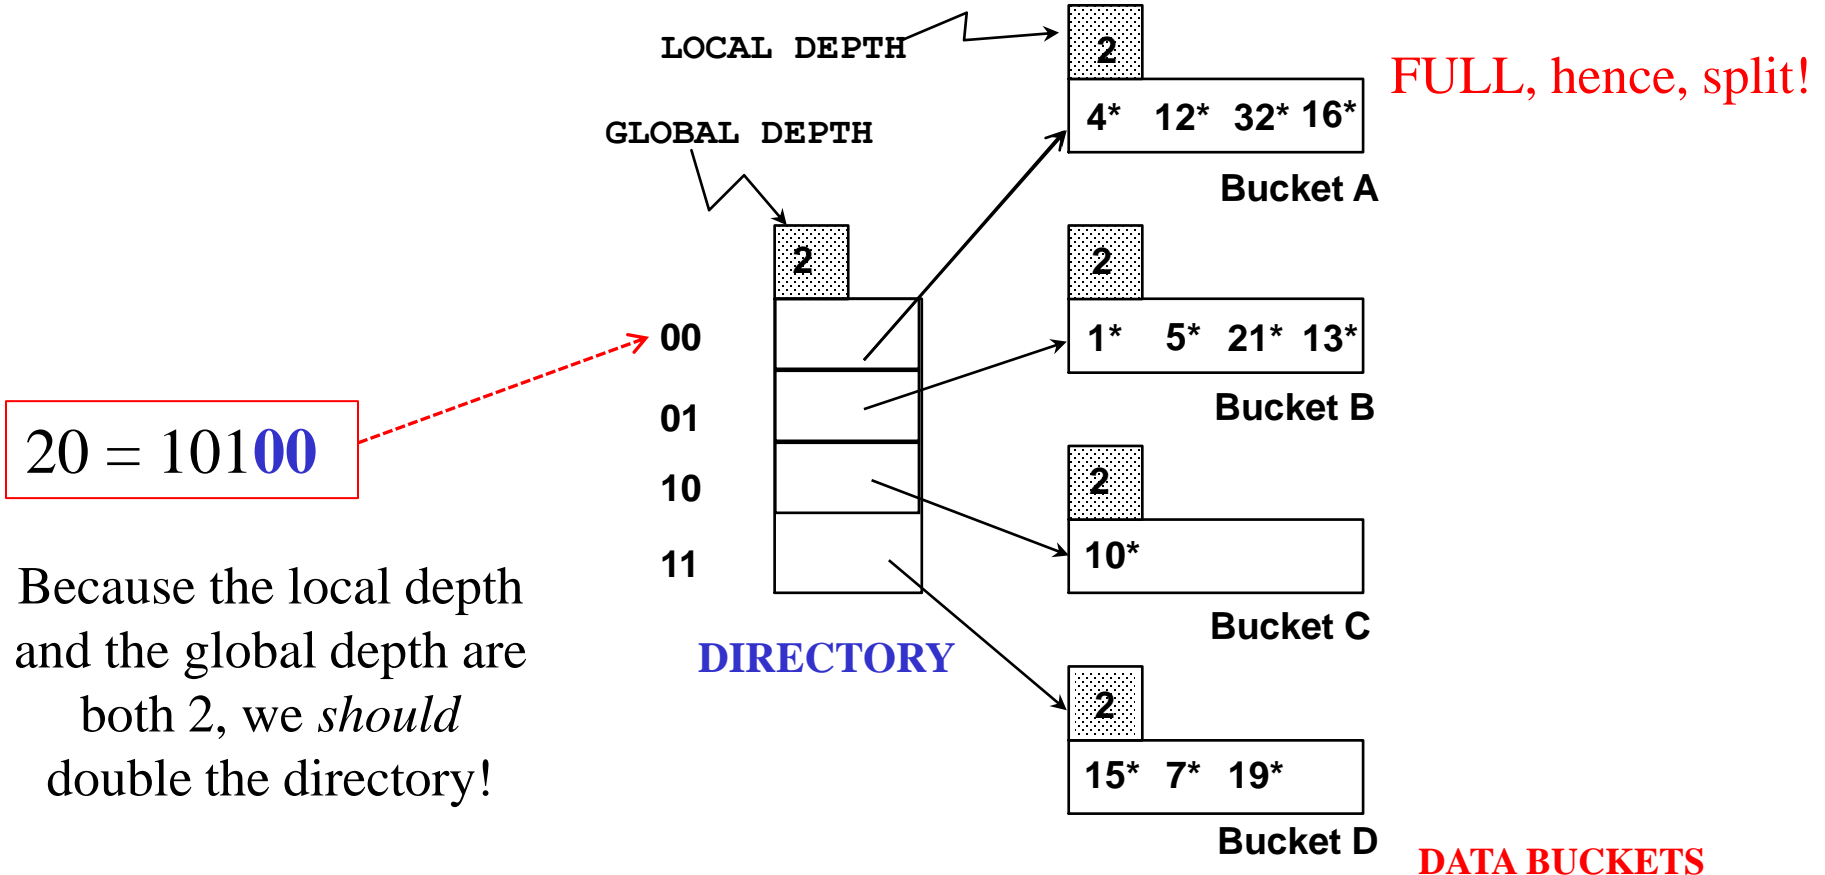 LOCAL DEPTH
2
FULL, hence, split!
4* 12* 32* 16*
GLOBAL DEPTH
Bucket A
2
2
00
1* 5* 21* 13*
Bucket B
01
20 = 10100
2
10
10*
11
Bucket C
Because the local depth
and the global depth are
both 2, we should
double the directory!
DIRECTORY
2
15* 7* 19*
Bucket D
DATA BUCKETS